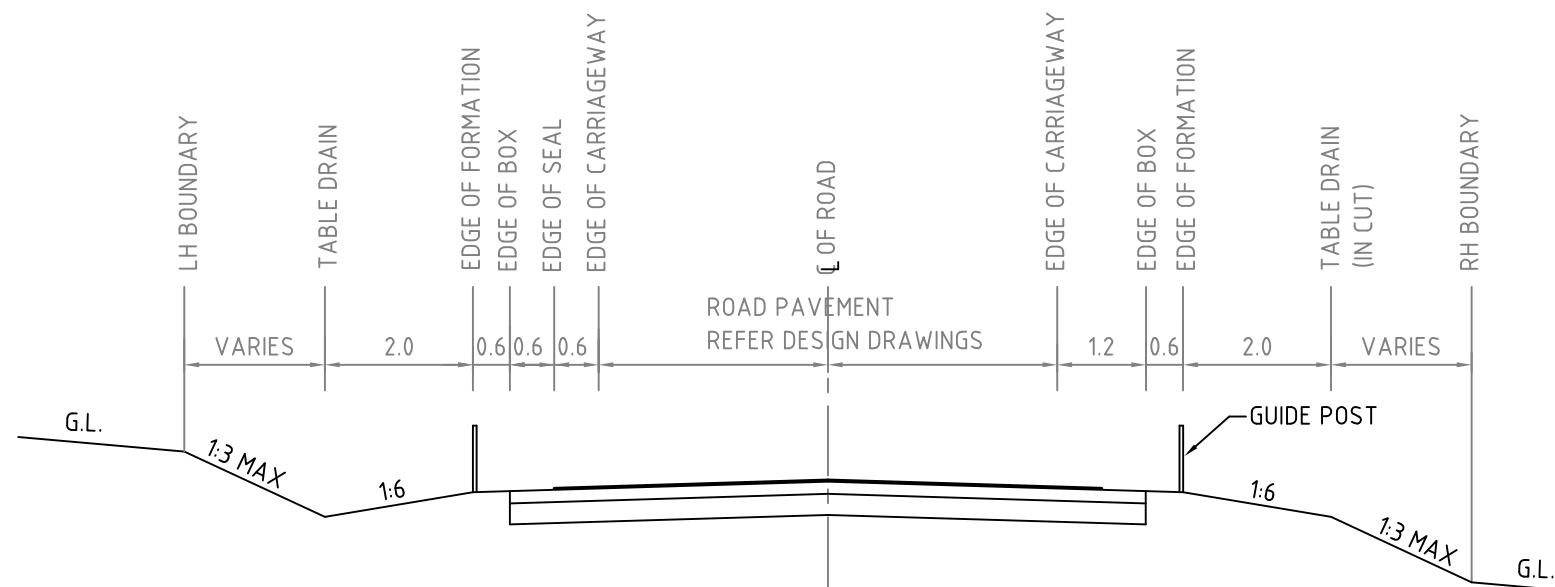 LH BOUNDARY
TABLE DRAIN
EDGE OF FORMATION
EDGE OF BOX
EDGE OF SEAL
EDGE OF CARRIAGEWAY
℄ OF ROAD
EDGE OF CARRIAGEWAY
EDGE OF BOX
EDGE OF FORMATION
TABLE DRAIN
(IN CUT)
RH BOUNDARY
ROAD PAVEMENT
REFER DESIGN DRAWINGS
VARIES
2.0
0.6
0.6
0.6
1.2
0.6
2.0
VARIES
G.L.
1:3 MAX
1:6
GUIDE POST
1:6
1:3 MAX
G.L.